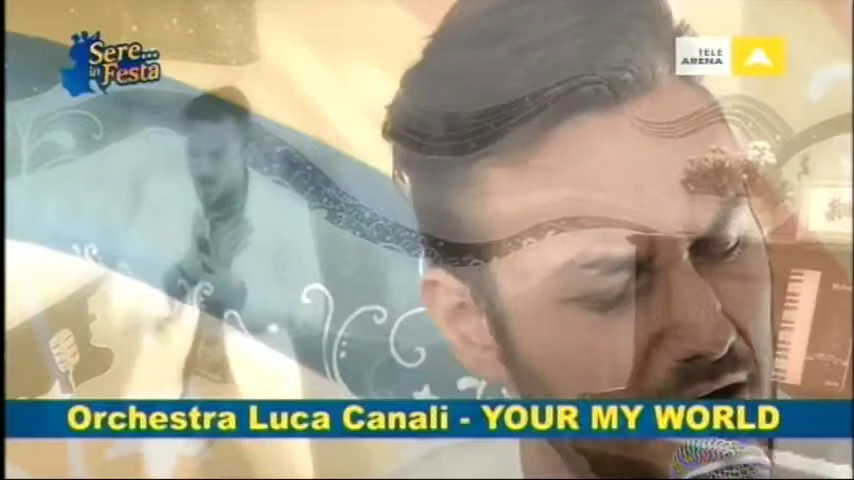 Sere...
in Festa
TELE
ARENA
Orchestra Luca Canali - YOUR MY WORLD